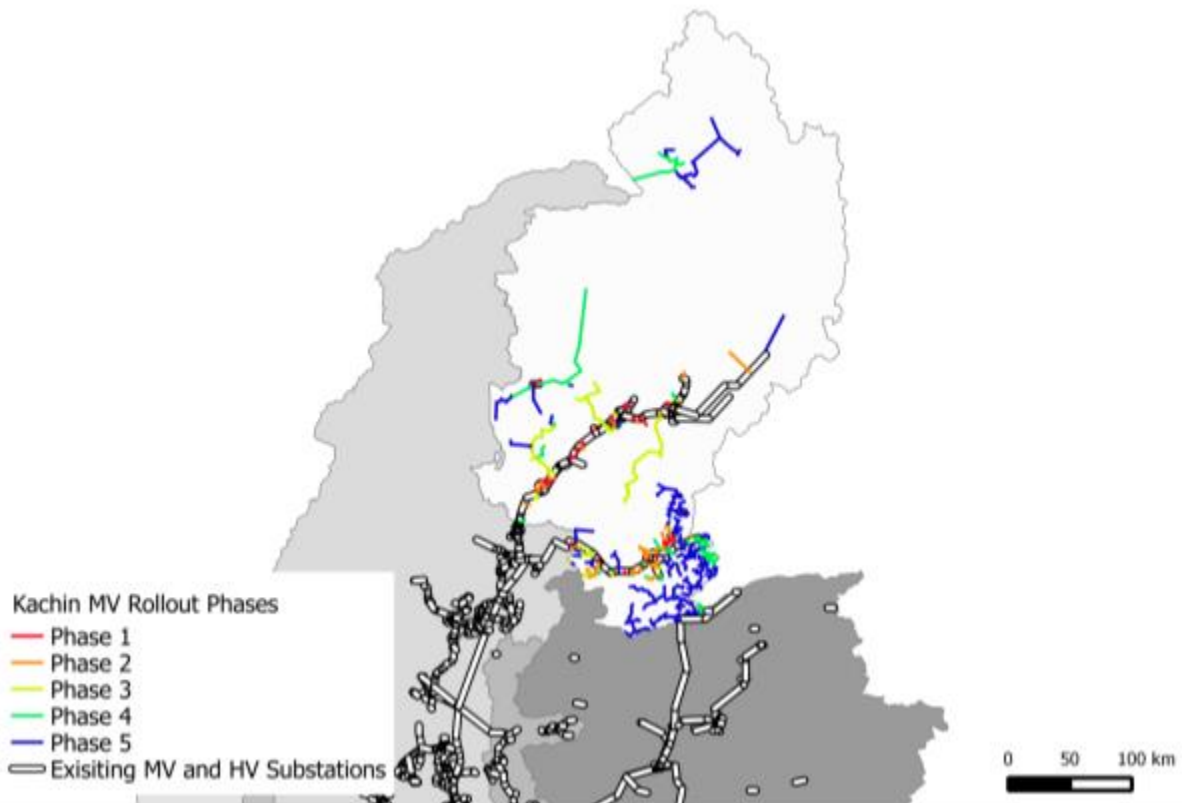 Kachin MV Rollout Phases
Phase 1
Phase 2
Phase 3
Phase 4
Phase 5
Exisiting MV and HV Substations
0 50 100 km